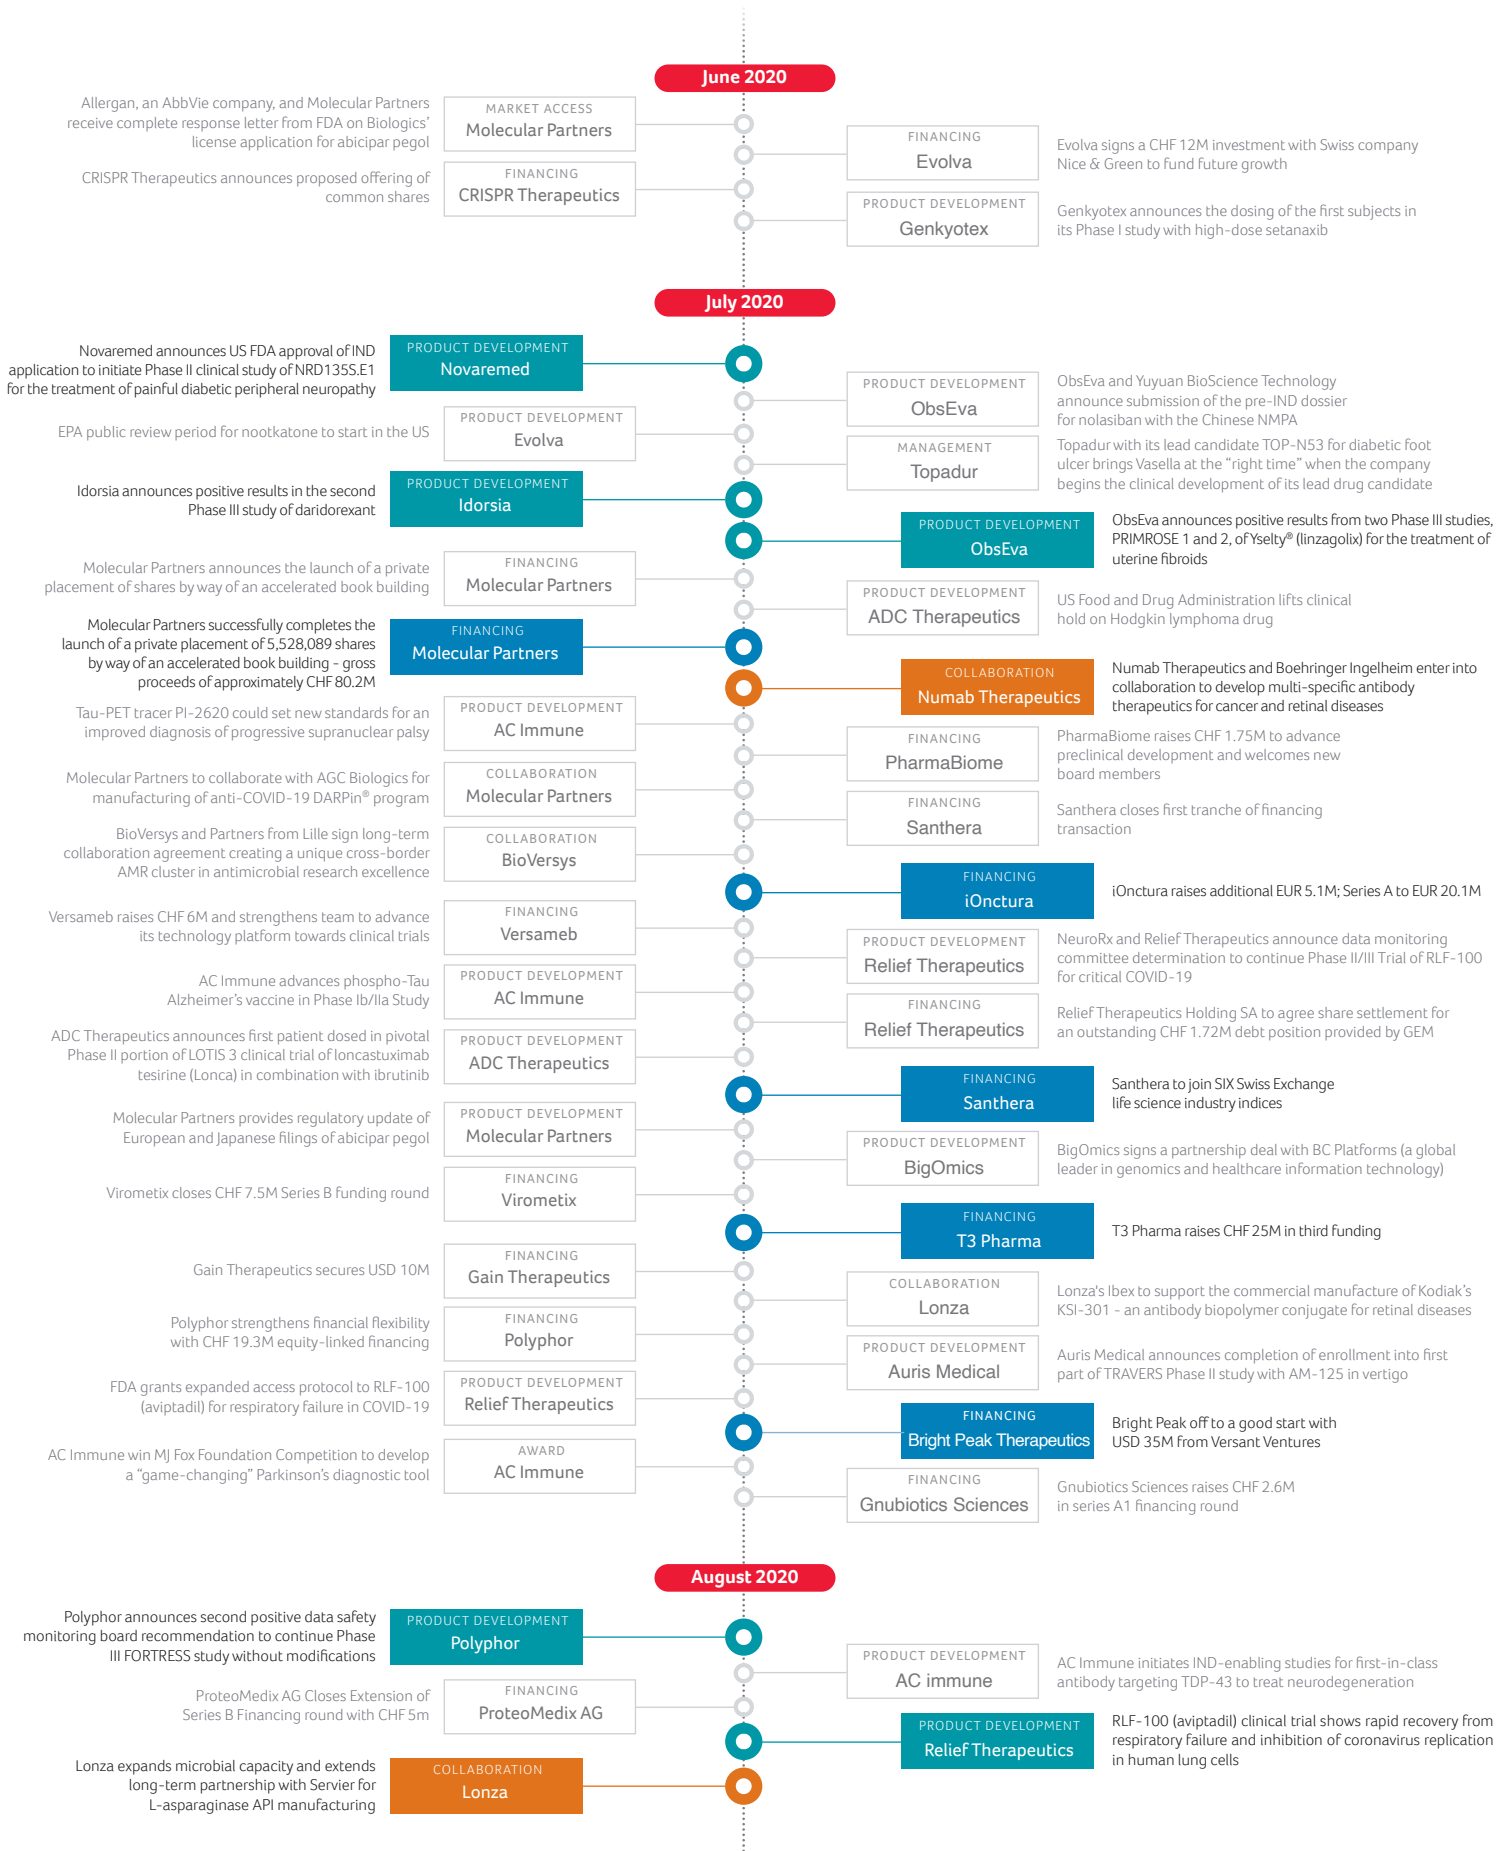 June 2020
Allergan, an AbbVie company, and Molecular Partners
receive complete response letter from FDA on Biologics’
license application for abicipar pegol
MARKET ACCESS
Molecular Partners
FINANCING
Evolva
Evolva signs a CHF 12M investment with Swiss company
Nice & Green to fund future growth
CRISPR Therapeutics announces proposed offering of
common shares
FINANCING
CRISPR Therapeutics
PRODUCT DEVELOPMENT
Genkyotex
Genkyotex announces the dosing of the first subjects in
its Phase I study with high-dose setanaxib
July 2020
Novaremed announces US FDA approval of IND
application to initiate Phase II clinical study of NRD135S.E1
for the treatment of painful diabetic peripheral neuropathy
PRODUCT DEVELOPMENT
Novaremed
PRODUCT DEVELOPMENT
ObsEva
ObsEva and Yuyuan BioScience Technology
announce submission of the pre-IND dossier
for nolasiban with the Chinese NMPA
EPA public review period for nootkatone to start in the US
PRODUCT DEVELOPMENT
Evolva
MANAGEMENT
Topadur
Topadur with its lead candidate TOP-N53 for diabetic foot
ulcer brings Vasella at the “right time” when the company
begins the clinical development of its lead drug candidate
Idorsia announces positive results in the second
Phase III study of daridorexant
PRODUCT DEVELOPMENT
Idorsia
PRODUCT DEVELOPMENT
ObsEva
ObsEva announces positive results from two Phase III studies,
PRIMROSE 1 and 2, of Yselty® (linzagolix) for the treatment of
uterine fibroids
Molecular Partners announces the launch of a private
placement of shares by way of an accelerated book building
FINANCING
Molecular Partners
PRODUCT DEVELOPMENT
ADC Therapeutics
US Food and Drug Administration lifts clinical
hold on Hodgkin lymphoma drug
Molecular Partners successfully completes the
launch of a private placement of 5,528,089 shares
by way of an accelerated book building - gross
proceeds of approximately CHF 80.2M
FINANCING
Molecular Partners
COLLABORATION
Numab Therapeutics
Numab Therapeutics and Boehringer Ingelheim enter into
collaboration to develop multi-specific antibody
therapeutics for cancer and retinal diseases
Tau-PET tracer PI-2620 could set new standards for an
improved diagnosis of progressive supranuclear palsy
PRODUCT DEVELOPMENT
AC Immune
FINANCING
PharmaBiome
PharmaBiome raises CHF 1.75M to advance
preclinical development and welcomes new
board members
Molecular Partners to collaborate with AGC Biologics for
manufacturing of anti-COVID-19 DARPin® program
COLLABORATION
Molecular Partners
FINANCING
Santhera
Santhera closes first tranche of financing
transaction
BioVersys and Partners from Lille sign long-term
collaboration agreement creating a unique cross-border
AMR cluster in antimicrobial research excellence
COLLABORATION
BioVersys
FINANCING
iOnctura
iOnctura raises additional EUR 5.1M; Series A to EUR 20.1M
Versameb raises CHF 6M and strengthens team to advance
its technology platform towards clinical trials
FINANCING
Versameb
PRODUCT DEVELOPMENT
Relief Therapeutics
NeuroRx and Relief Therapeutics announce data monitoring
committee determination to continue Phase II/III Trial of RLF-100
for critical COVID-19
AC Immune advances phospho-Tau
Alzheimer’s vaccine in Phase Ib/IIa Study
PRODUCT DEVELOPMENT
AC Immune
FINANCING
Relief Therapeutics
Relief Therapeutics Holding SA to agree share settlement for
an outstanding CHF 1.72M debt position provided by GEM
ADC Therapeutics announces first patient dosed in pivotal
Phase II portion of LOTIS 3 clinical trial of loncastuximab
tesirine (Lonca) in combination with ibrutinib
PRODUCT DEVELOPMENT
ADC Therapeutics
FINANCING
Santhera
Santhera to join SIX Swiss Exchange
life science industry indices
Molecular Partners provides regulatory update of
European and Japanese filings of abicipar pegol
PRODUCT DEVELOPMENT
Molecular Partners
PRODUCT DEVELOPMENT
BigOmics
BigOmics signs a partnership deal with BC Platforms (a global
leader in genomics and healthcare information technology)
Virometix closes CHF 7.5M Series B funding round
FINANCING
Virometix
FINANCING
T3 Pharma
T3 Pharma raises CHF 25M in third funding
Gain Therapeutics secures USD 10M
FINANCING
Gain Therapeutics
COLLABORATION
Lonza
Lonza's Ibex to support the commercial manufacture of Kodiak’s
KSI-301 - an antibody biopolymer conjugate for retinal diseases
Polyphor strengthens financial flexibility
with CHF 19.3M equity-linked financing
FINANCING
Polyphor
PRODUCT DEVELOPMENT
Auris Medical
Auris Medical announces completion of enrollment into first
part of TRAVERS Phase II study with AM-125 in vertigo
FDA grants expanded access protocol to RLF-100
(aviptadil) for respiratory failure in COVID-19
PRODUCT DEVELOPMENT
Relief Therapeutics
FINANCING
Bright Peak Therapeutics
Bright Peak off to a good start with
USD 35M from Versant Ventures
AC Immune win MJ Fox Foundation Competition to develop
a “game-changing” Parkinson’s diagnostic tool
AWARD
AC Immune
FINANCING
Gnubiotics Sciences
Gnubiotics Sciences raises CHF 2.6M
in series A1 financing round
August 2020
Polyphor announces second positive data safety
monitoring board recommendation to continue Phase
III FORTRESS study without modifications
PRODUCT DEVELOPMENT
Polyphor
PRODUCT DEVELOPMENT
AC immune
AC Immune initiates IND-enabling studies for first-in-class
antibody targeting TDP-43 to treat neurodegeneration
ProteoMedix AG Closes Extension of
Series B Financing round with CHF 5m
FINANCING
ProteoMedix AG
PRODUCT DEVELOPMENT
Relief Therapeutics
RLF-100 (aviptadil) clinical trial shows rapid recovery from
respiratory failure and inhibition of coronavirus replication
in human lung cells
Lonza expands microbial capacity and extends
long-term partnership with Servier for
L-asparaginase API manufacturing
COLLABORATION
Lonza